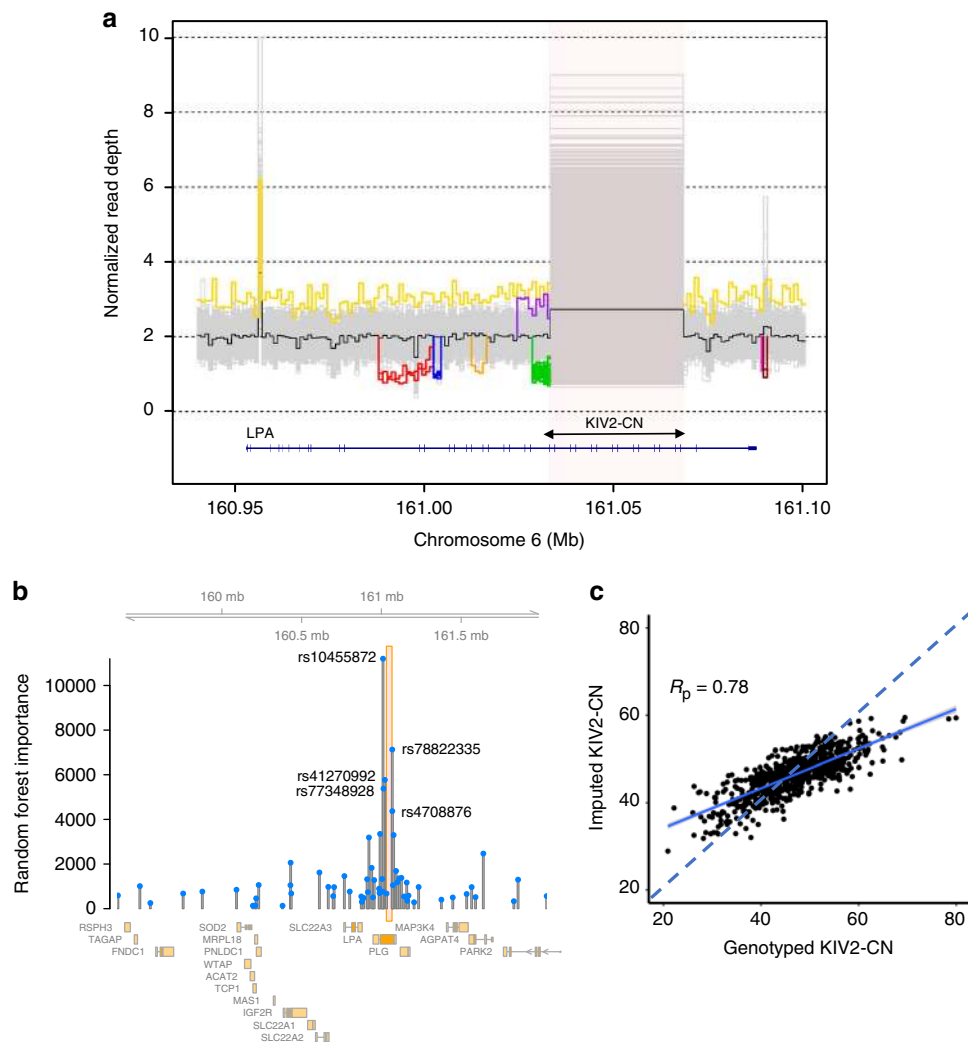 a
10
8
6
4
2
0
Normalized read depth
LPA
KIV2-CN
160.95
161.00
161.05
161.10
Chromosome 6 (Mb)
b
160 mb
161 mb
160.5 mb
161.5 mb
rs10455872
rs78822335
rs41270992
rs77348928
rs4708876
10000
8000
6000
4000
2000
0
Random forest importance
RSPH3
SOD2
SLC22A3
MAP3K4
TAGAP
MRPL18
LPA
AGPAT4
FNDC1
PNLDC1
PLG
PARK2
WTAP
ACAT2
TCP1
MAS1
IGF2R
SLC22A1
SLC22A2
c
80
60
40
20
Imputed KIV2-CN
Rp = 0.78
20
40
60
80
Genotyped KIV2-CN